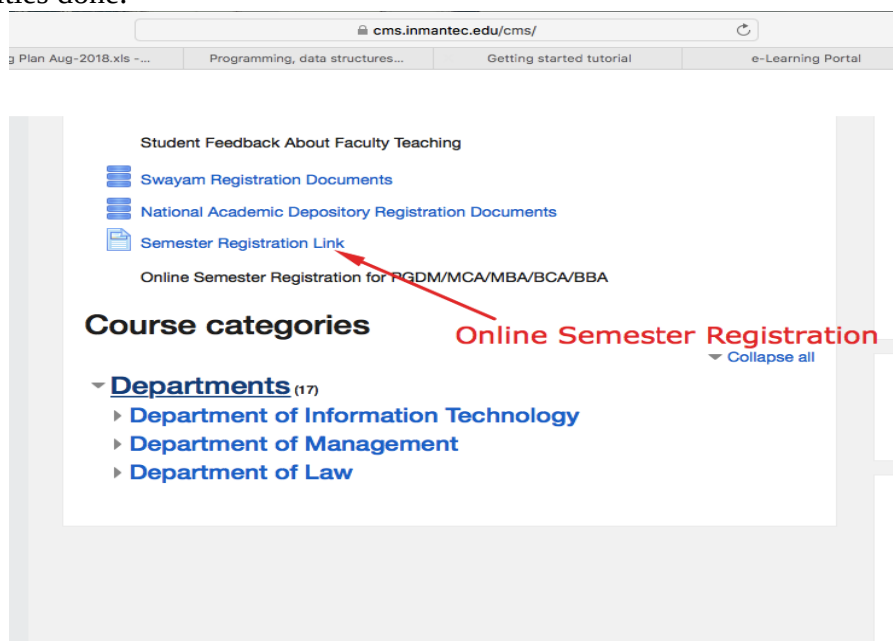 done.
cms.inmantec.edu/cms/
g Plan Aug-2018.xls -... Programming, data structures... Getting started tutorial e-Learning Portal
Student Feedback About Faculty Teaching
Swayam Registration Documents
National Academic Depository Registration Documents
Semester Registration Link
Online Semester Registration for PGDM/MCA/MBA/BCA/BBA
Course categories
Online Semester Registration
Collapse all
Departments (17)
Department of Information Technology
Department of Management
Department of Law